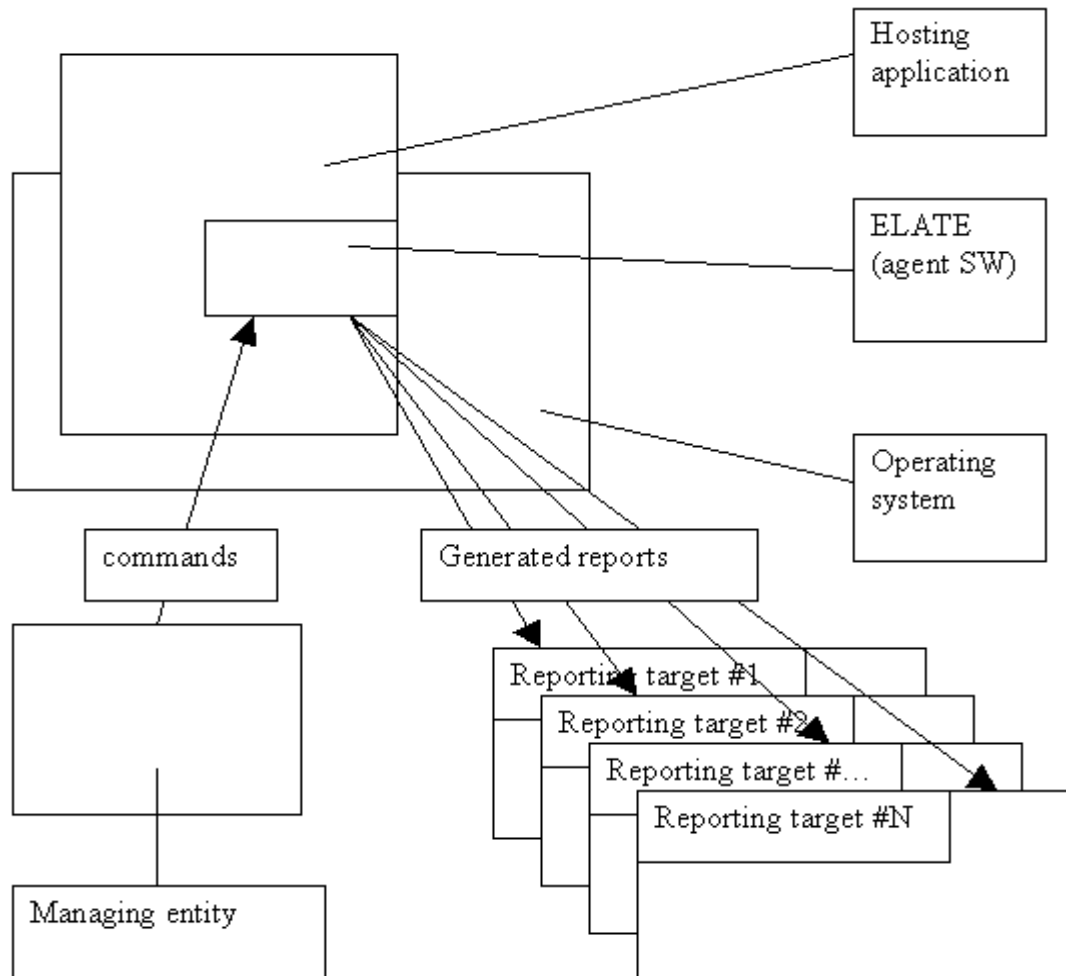 Hosting
application
ELATE
(agent SW)
Operating
system
commands
Generated reports
Reporting target #1
Reporting target #2
Reporting target #...
Reporting target #N
Managing entity